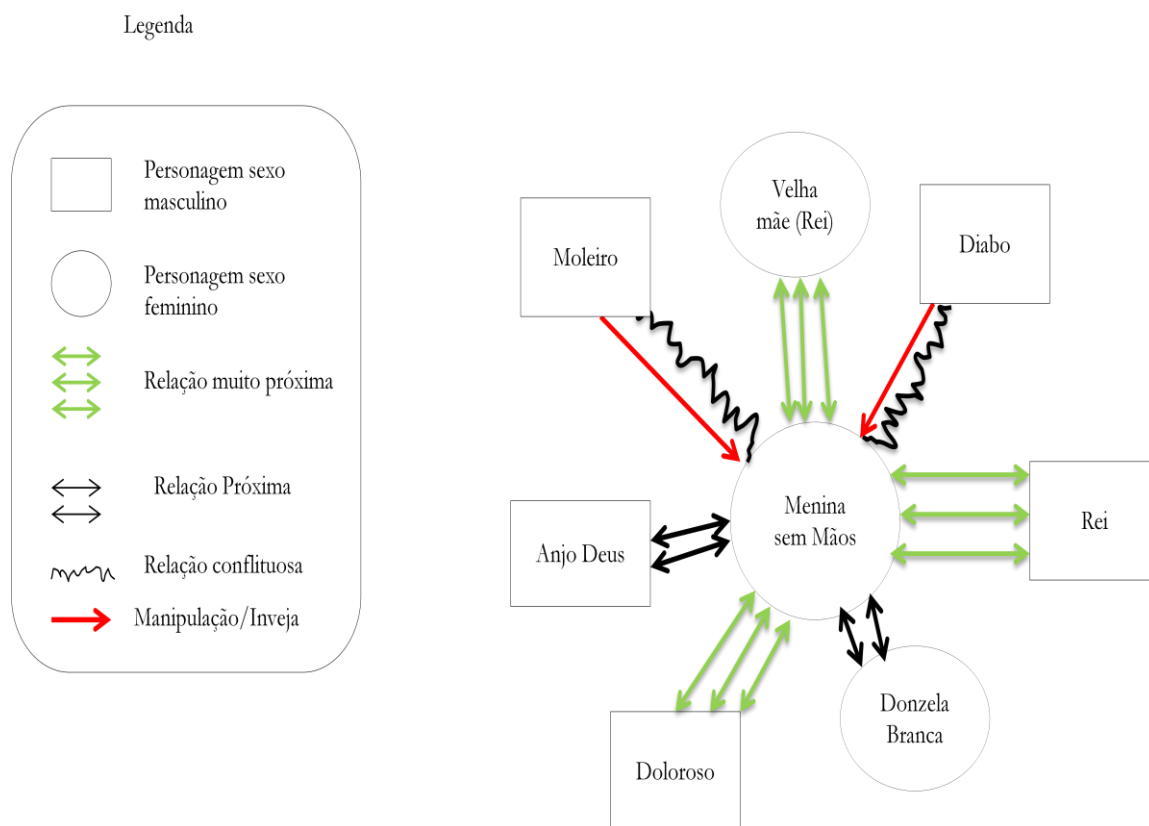 Legenda
Personagem sexo
masculino
Personagem sexo
feminino
Relação muito próxima
Relação Próxima
Relação conflituosa
Manipulação/Inveja
Velha
mãe (Rei)
Moleiro
Diabo
Menina
sem Mãos
Anjo Deus
Rei
Donzela
Branca
Doloroso